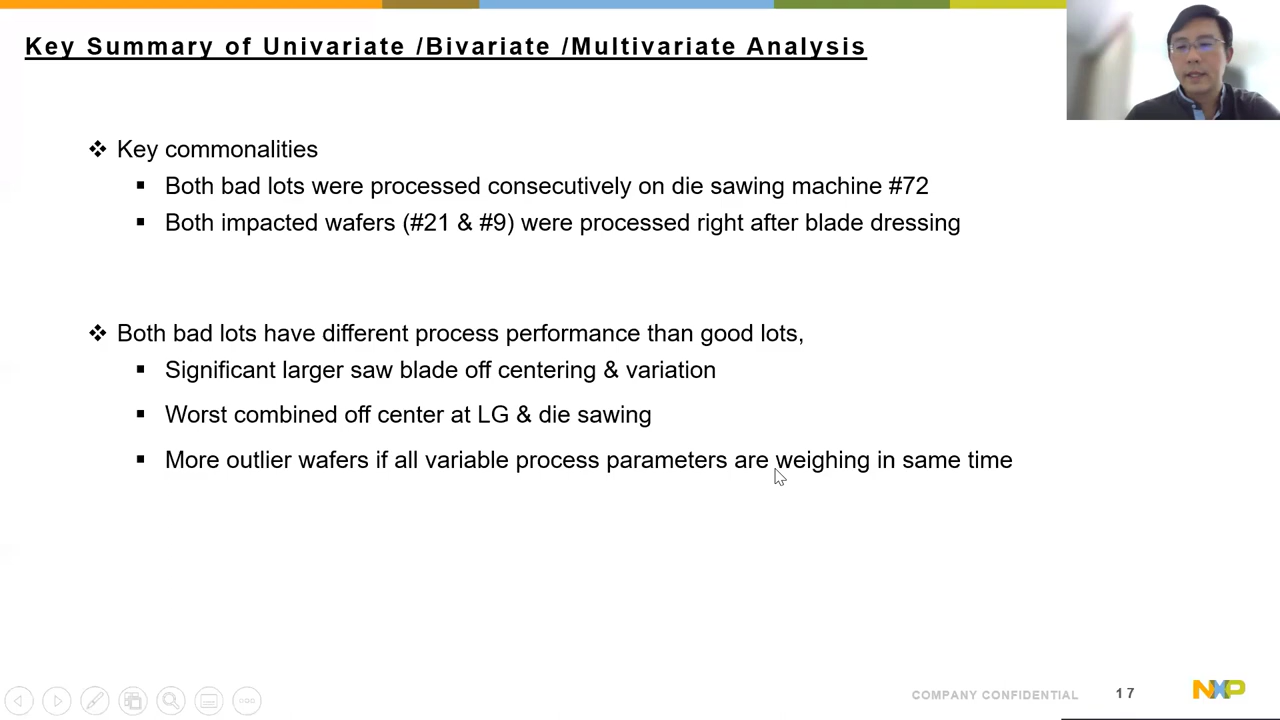 Key Summary of Univariate /Bivariate /Multivariate Analysis
❖ Key commonalities
▪ Both bad lots were processed consecutively on die sawing machine #72
▪ Both impacted wafers (#21 & #9) were processed right after blade dressing
❖ Both bad lots have different process performance than good lots,
▪ Significant larger saw blade off centering & variation
▪ Worst combined off center at LG & die sawing
▪ More outlier wafers if all variable process parameters are weighing in same time
COMPANY CONFIDENTIAL 17 NXP